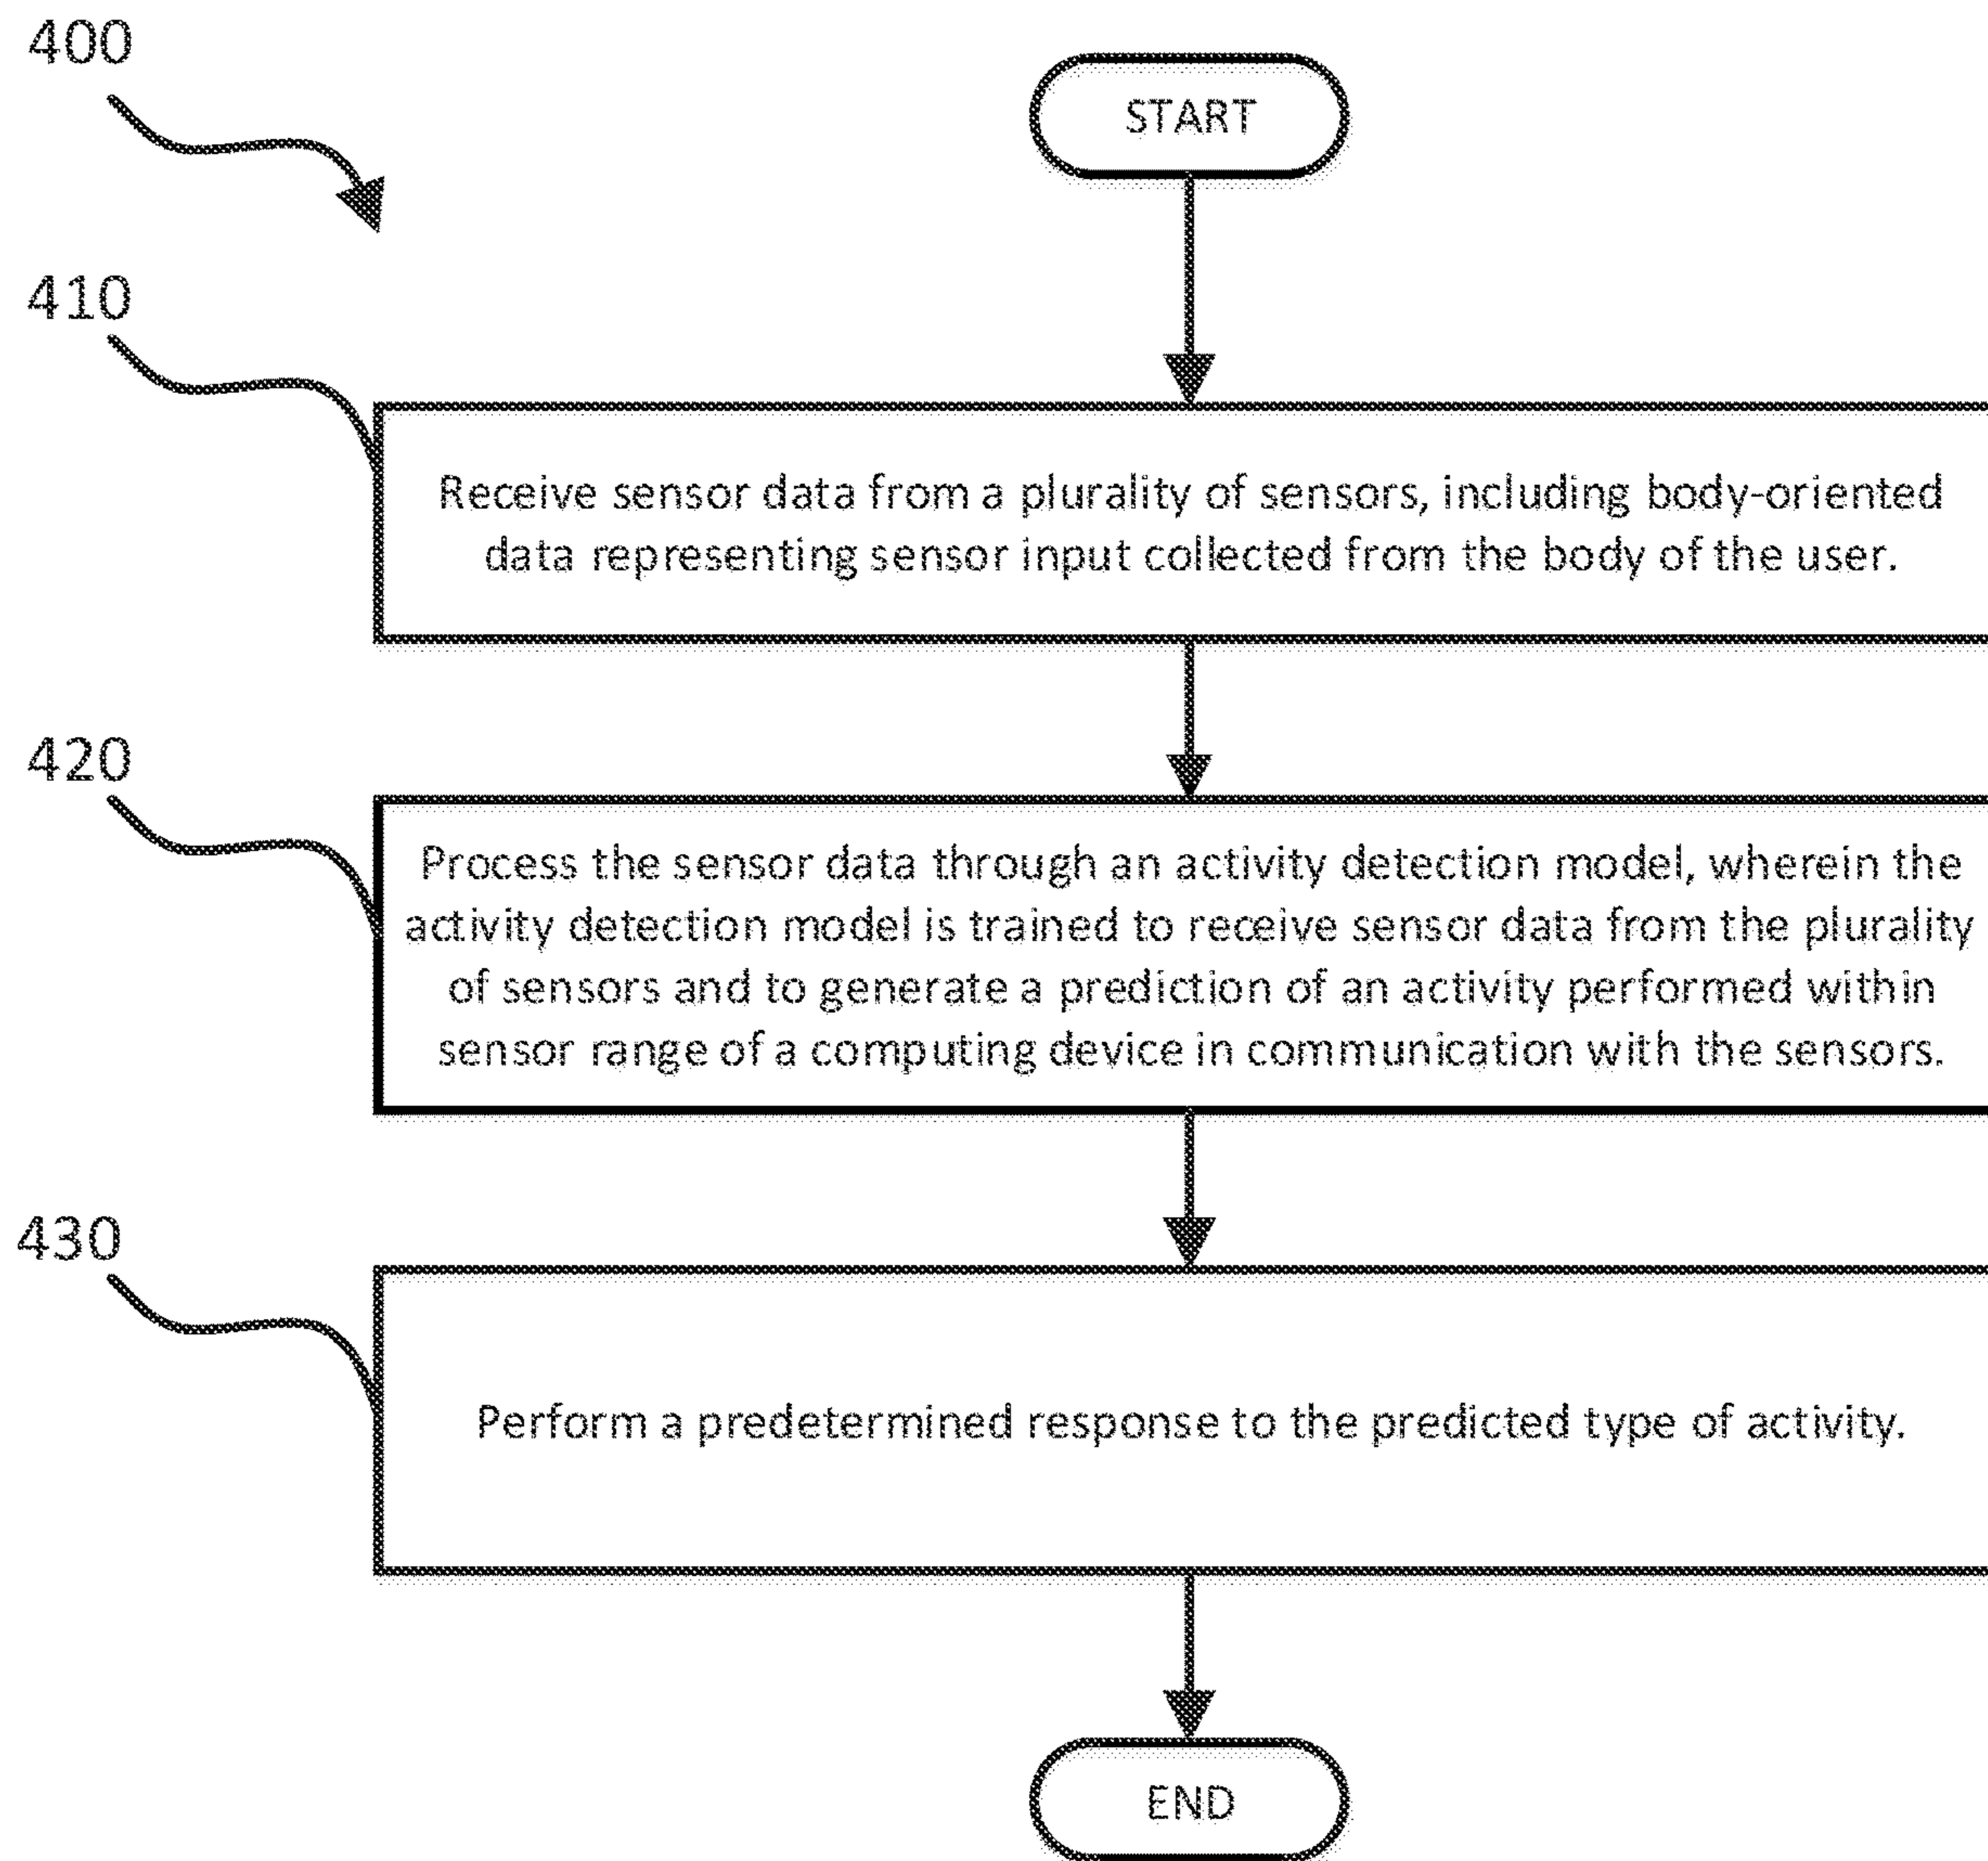 400
START
410
Receive sensor data from a plurality of sensors, including body-oriented
data representing sensor input collected from the body of the user.
420
Process the sensor data through an activity detection model, wherein the
activity detection model is trained to receive sensor data from the plurality
of sensors and to generate a prediction of an activity performed within
sensor range of a computing device in communication with the sensors.
430
Perform a predetermined response to the predicted type of activity.
END